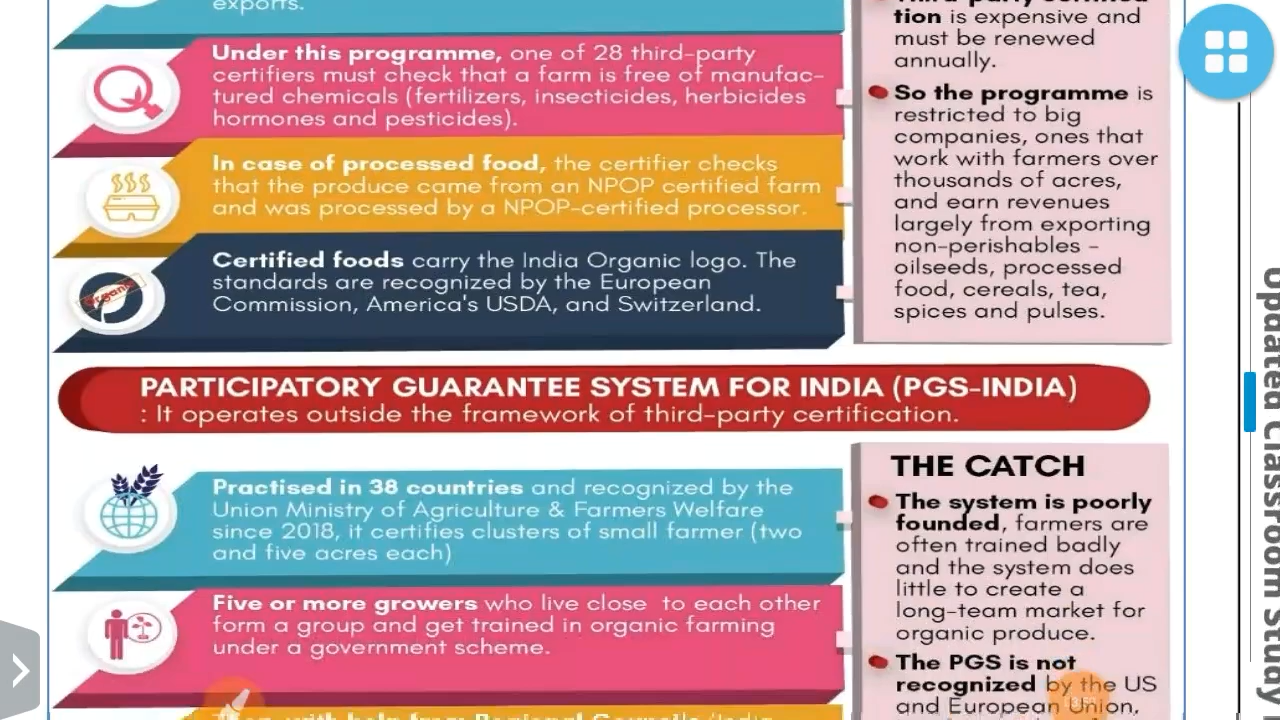 exports.
Under this programme, one of 28 third-party
certifiers must check that a farm is free of manufac-
tured chemicals (fertilizers, insecticides, herbicides
hormones and pesticides).
In case of processed food, the certifier checks
that the produce came from an NPOP certified farm
and was processed by a NPOP-certified processor.
Organic
Certified foods carry the India Organic logo. The
standards are recognized by the European
Commission, America's USDA, and Switzerland.
tion is expensive and
must be renewed
annually.
So the programme is
restricted to big
companies, ones that
work with farmers over
thousands of acres,
and earn revenues
largely from exporting
non-perishables -
oilseeds, processed
food, cereals, tea,
spices and pulses.
PARTICIPATORY GUARANTEE SYSTEM FOR INDIA (PGS-INDIA)
: It operates outside the framework of third-party certification.
Practised in 38 countries and recognized by the
Union Ministry of Agriculture & Farmers Welfare
since 2018, it certifies clusters of small farmer (two
and five acres each)
Five or more growers who live close to each other
form a group and get trained in organic farming
under a government scheme.
THE CATCH
The system is poorly
founded, farmers are
often trained badly
and the system does
little to create a
long-team market for
organic produce.
The PGS is not
recognized by the US
and European Union,
Updated Classroom Study